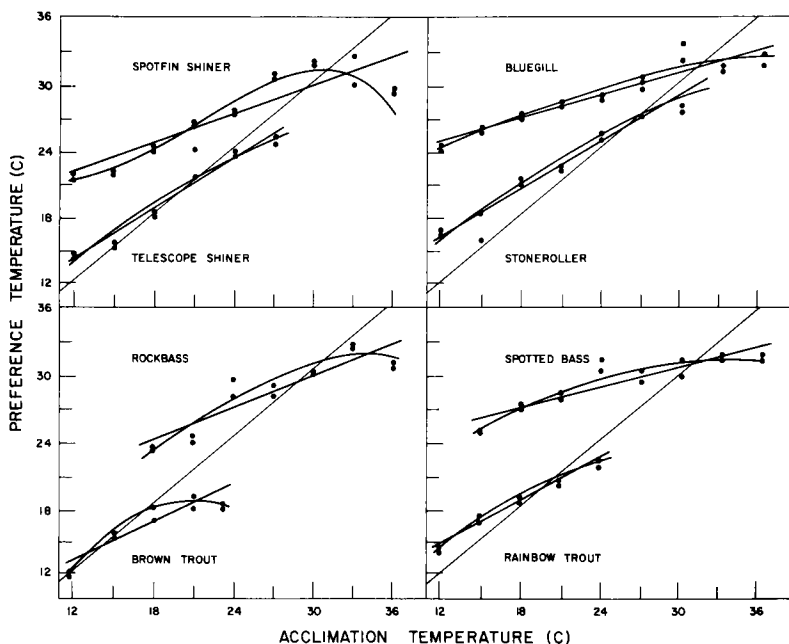 36
30
24
18
12
SPOTFIN SHINER
TELESCOPE SHINER
BLUEGILL
STONEROLLER
36
30
24
18
12
ROCKBASS
BROWN TROUT
SPOTTED BASS
RAINBOW TROUT
12 18 24 30 36 12 18 24 30 36
PREFERENCE TEMPERATURE (C)
ACCLIMATION TEMPERATURE (C)